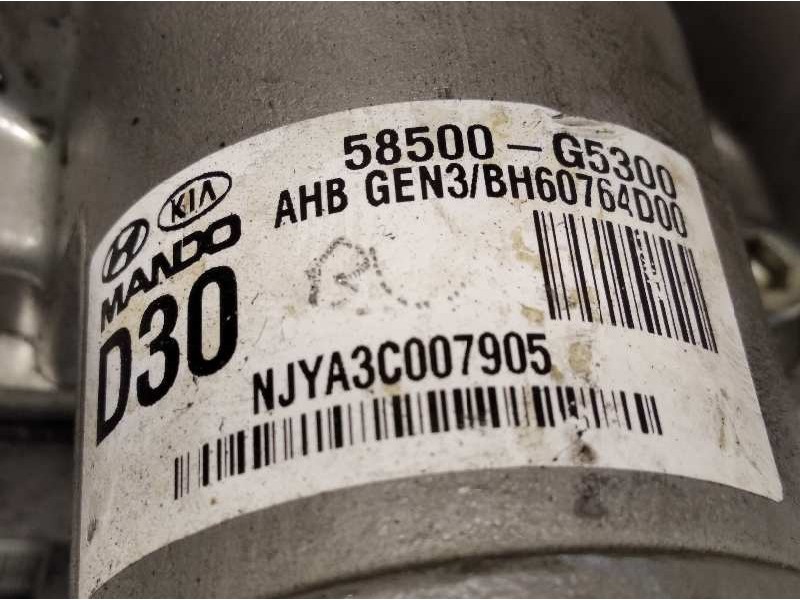 58500-G5300
AHB GEN3/BH60764D00
KIA
MANDO
D30
NJYA3C007905